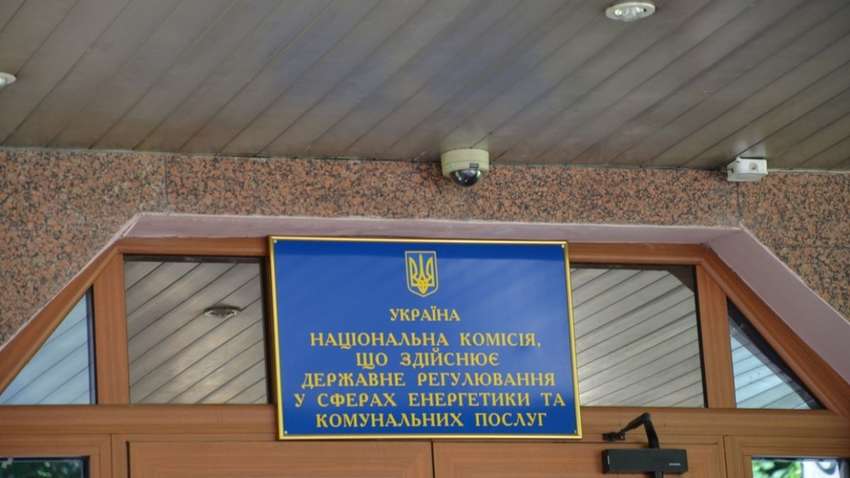 УКРАЇНА
НАЦІОНАЛЬНА КОМІСІЯ,
ЩО ЗДІЙСНЮЄ
ДЕРЖАВНЕ РЕГУЛЮВАННЯ
У СФЕРАХ ЕНЕРГЕТИКИ ТА
КОМУНАЛЬНИХ ПОСЛУГ